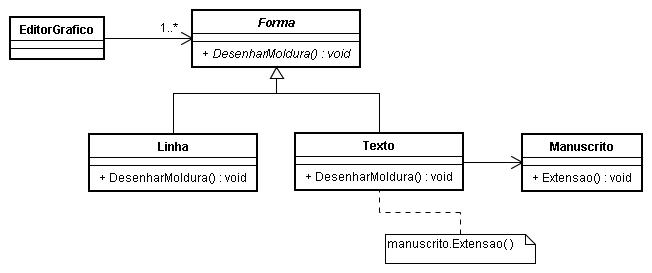 EditorGrafico
1..*
Forma
+ DesenharMoldura() : void
Linha
+ DesenharMoldura() : void
Texto
+ DesenharMoldura() : void
Manuscrito
+ Extensao() : void
manuscrito.Extensao( )